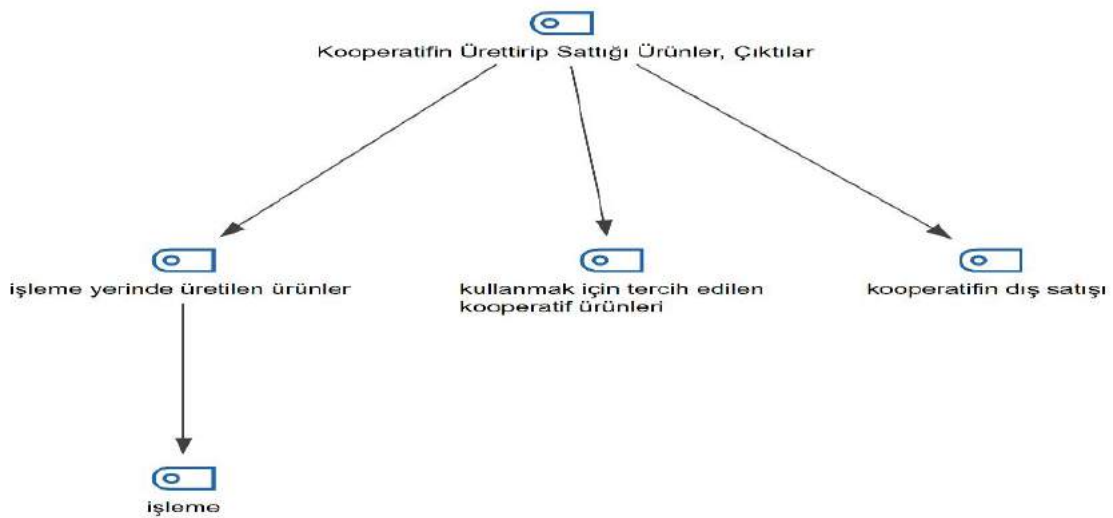 Kooperatifin Ürettirip Sattığı Ürünler, Çıktılar
işleme yerinde üretilen ürünler
kullanmak için tercih edilen
kooperatif ürünleri
kooperatifin dış satışı
işleme